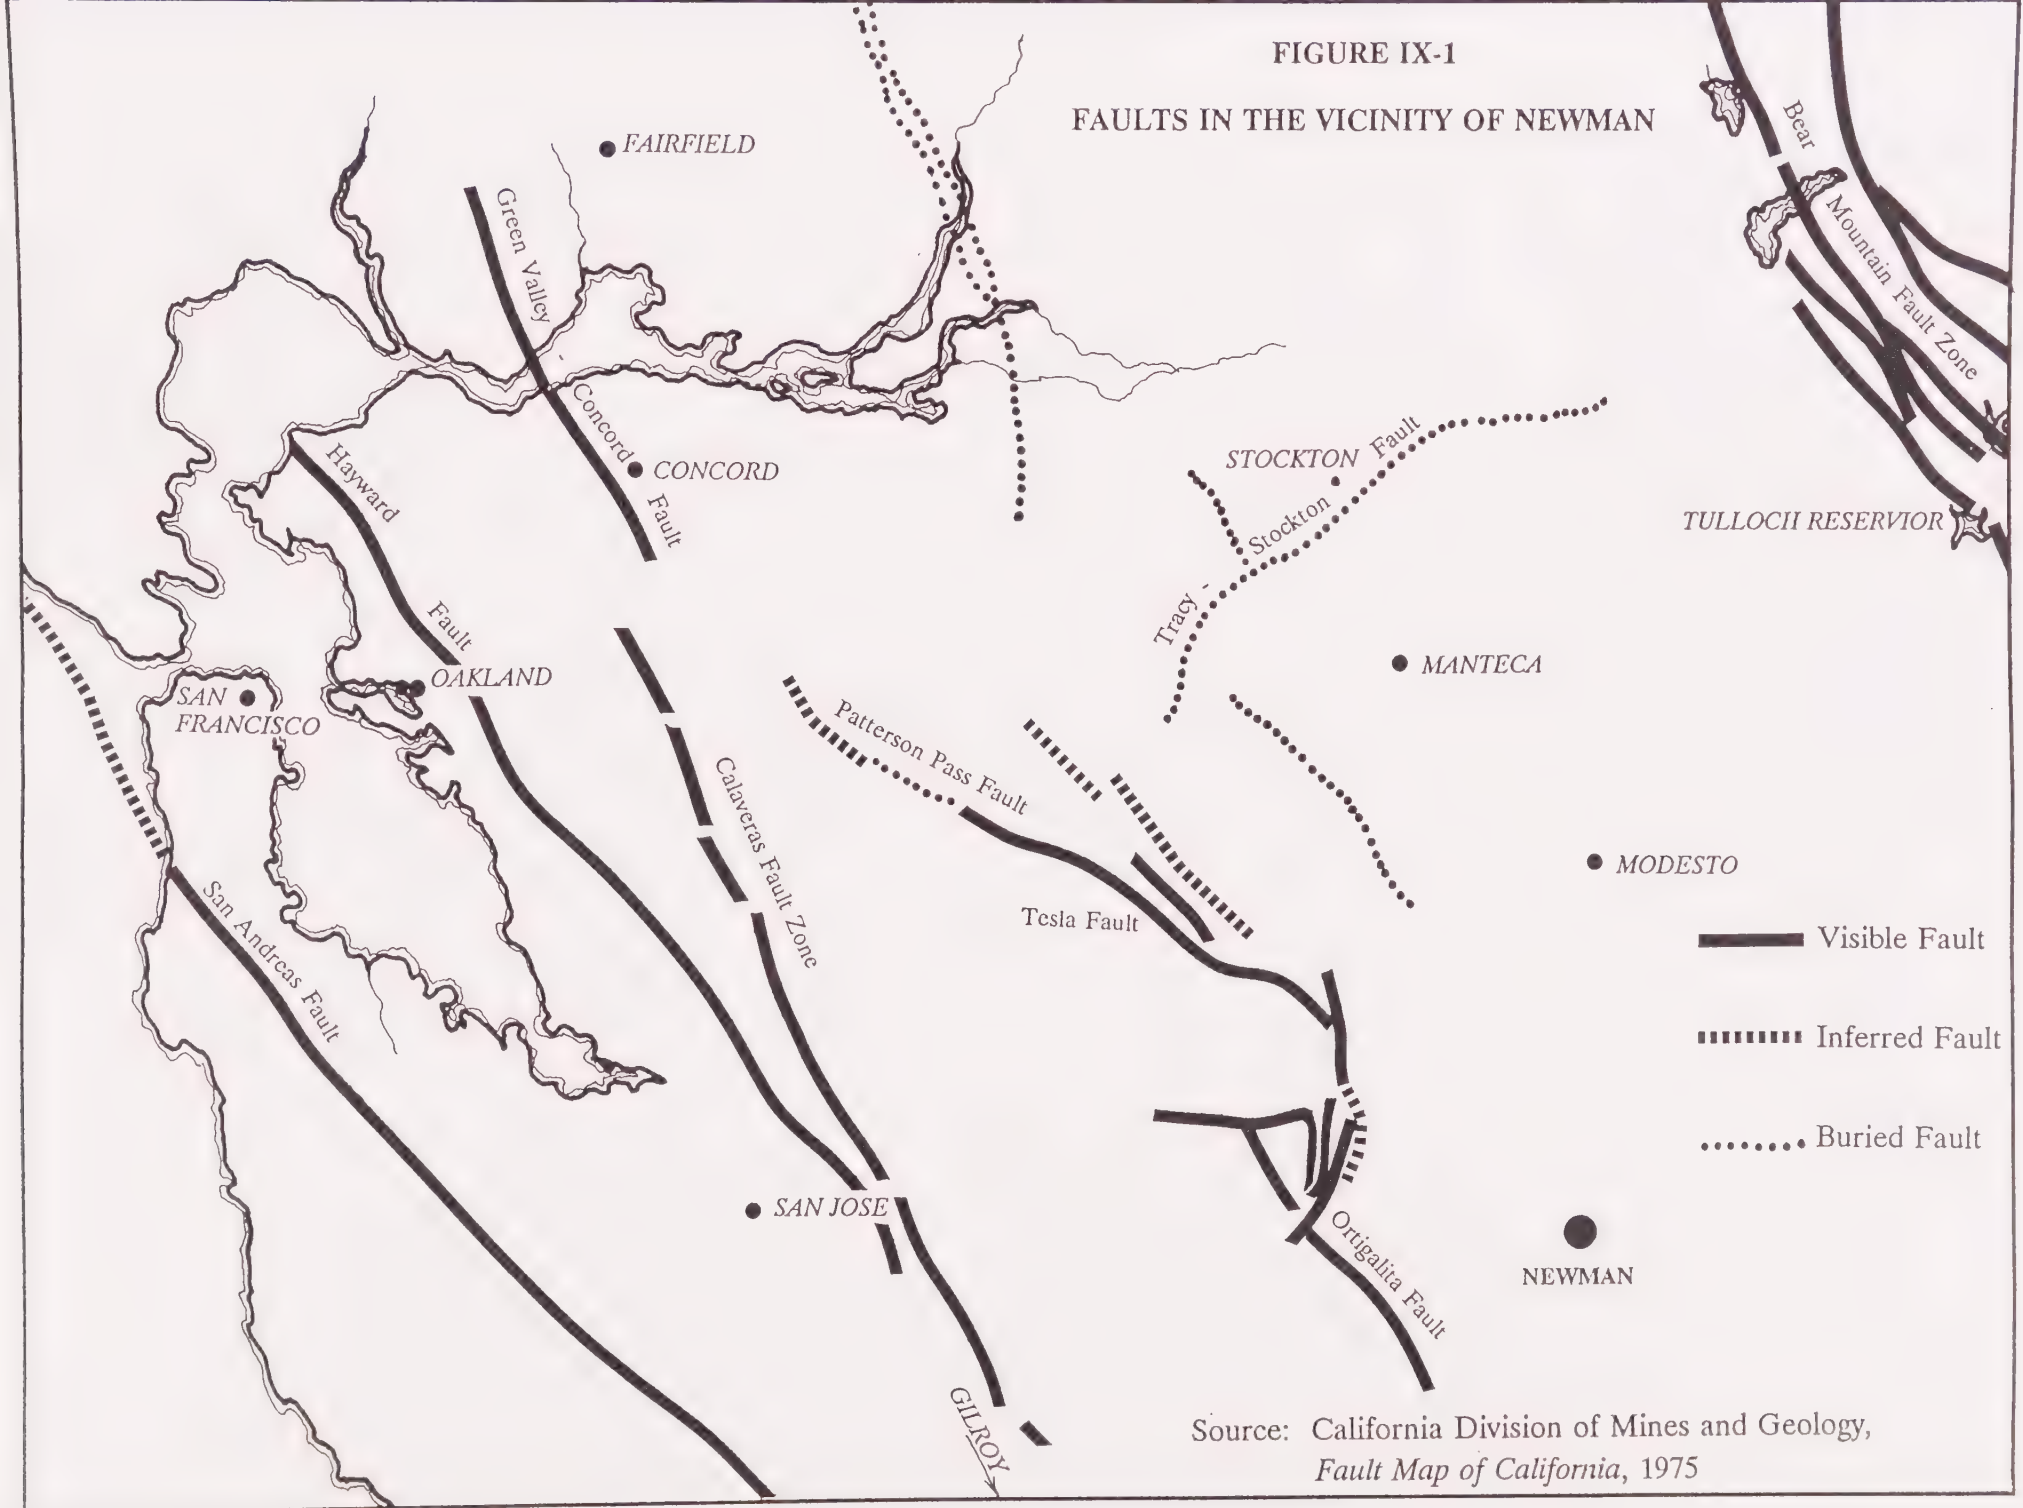 FIGURE IX-1
FAULTS IN THE VICINITY OF NEWMAN
FAIRFIELD
Green Valley
Bear
Mountain Fault Zone
Concord
CONCORD
Fault
Hayward
Fault
STOCKTON
Fault
Stockton
Tracy -
TULLOCH RESERVIOR
MANTECA
OAKLAND
SAN
FRANCISCO
Patterson Pass Fault
Calaveras Fault Zone
MODESTO
Tesla Fault
San Andreas Fault
Visible Fault
Inferred Fault
Buried Fault
SAN JOSE
Ortigalita Fault
NEWMAN
GILROY
Source: California Division of Mines and Geology,
Fault Map of California, 1975